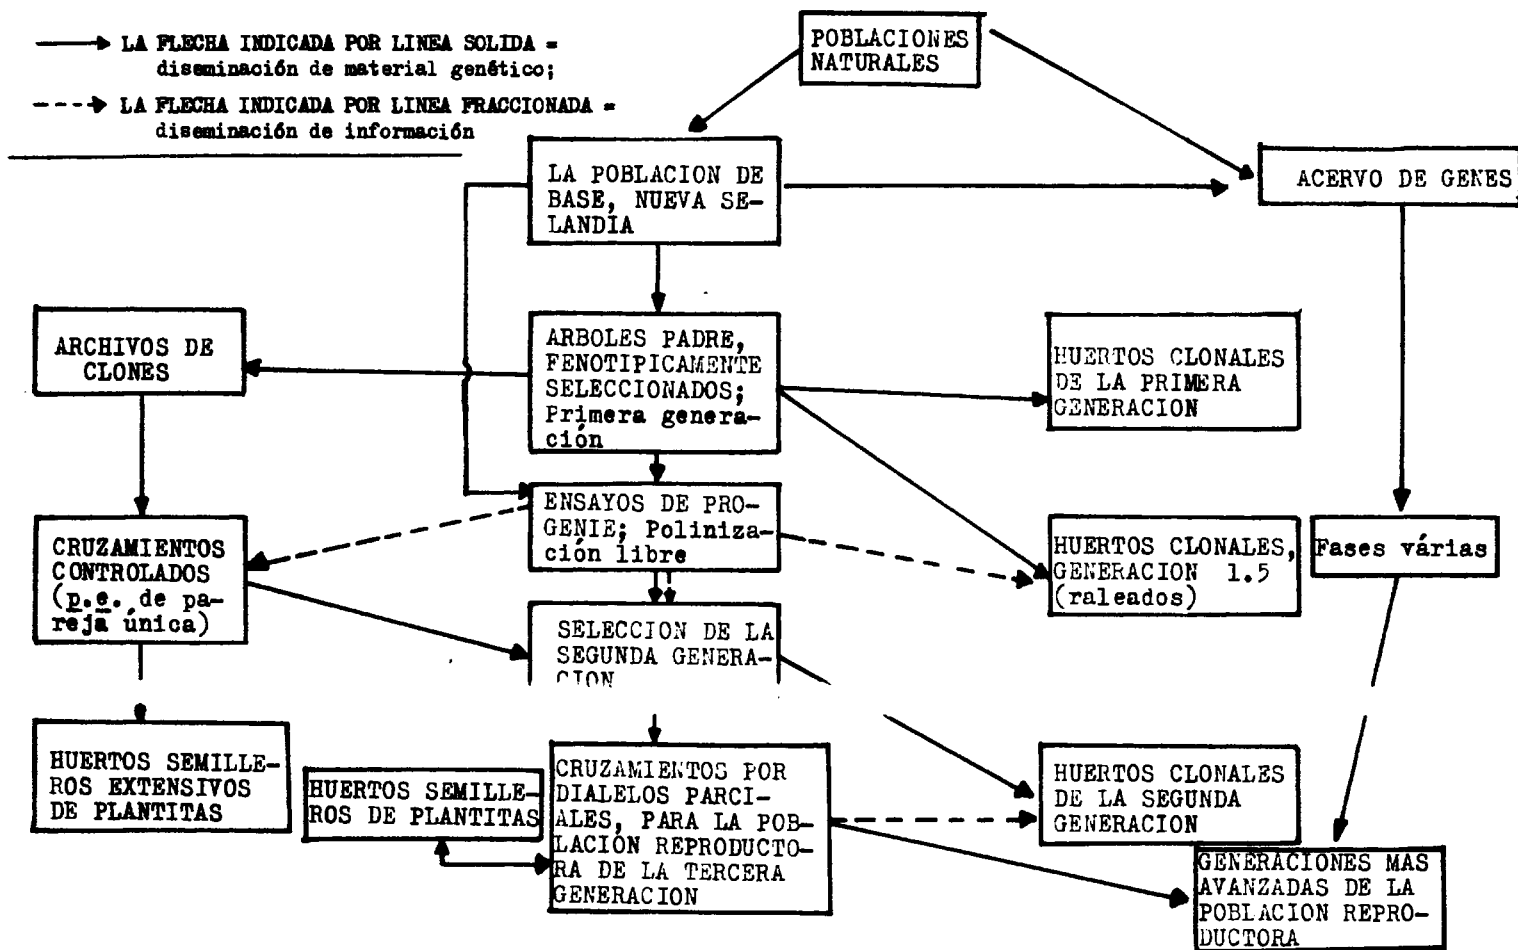 LA FLECHA INDICADA POR LINEA SOLIDA =
diseminación de material genético;
LA FLECHA INDICADA POR LINEA FRACCIONADA =
diseminación de información
POBLACIONES
NATURALES
LA POBLACION DE
BASE, NUEVA SE-
LANDIA
ACERVO DE GENES
ARCHIVOS DE
CLONES
ARBOLES PADRE,
FENOTIPICAMENTE
SELECCIONADOS;
Primera genera-
ción
HUERTOS CLONALES
DE LA PRIMERA
GENERACION
CRUZAMIENTOS
CONTROLADOS
(p.e. de pa-
reja única)
ENSAYOS DE PRO-
GENIE; Poliniza-
ción libre
HUERTOS CLONALES,
GENERACION 1.5
(raleados)
Fases várias
SELECCION DE LA
SEGUNDA GENERA-
CION
HUERTOS SEMILLE-
ROS EXTENSIVOS
DE PLANTITAS
HUERTOS SEMILLE-
ROS DE PLANTITAS
CRUZAMIENTOS POR
DIALELOS PARCI-
ALES, PARA LA POB-
LACIÓN REPRODUCTO-
RA DE LA TERCERA
GENERACION
HUERTOS CLONALES
DE LA SEGUNDA
GENERACION
GENERACIONES MAS
AVANZADAS DE LA
POBLACION REPRO-
DUCTORA